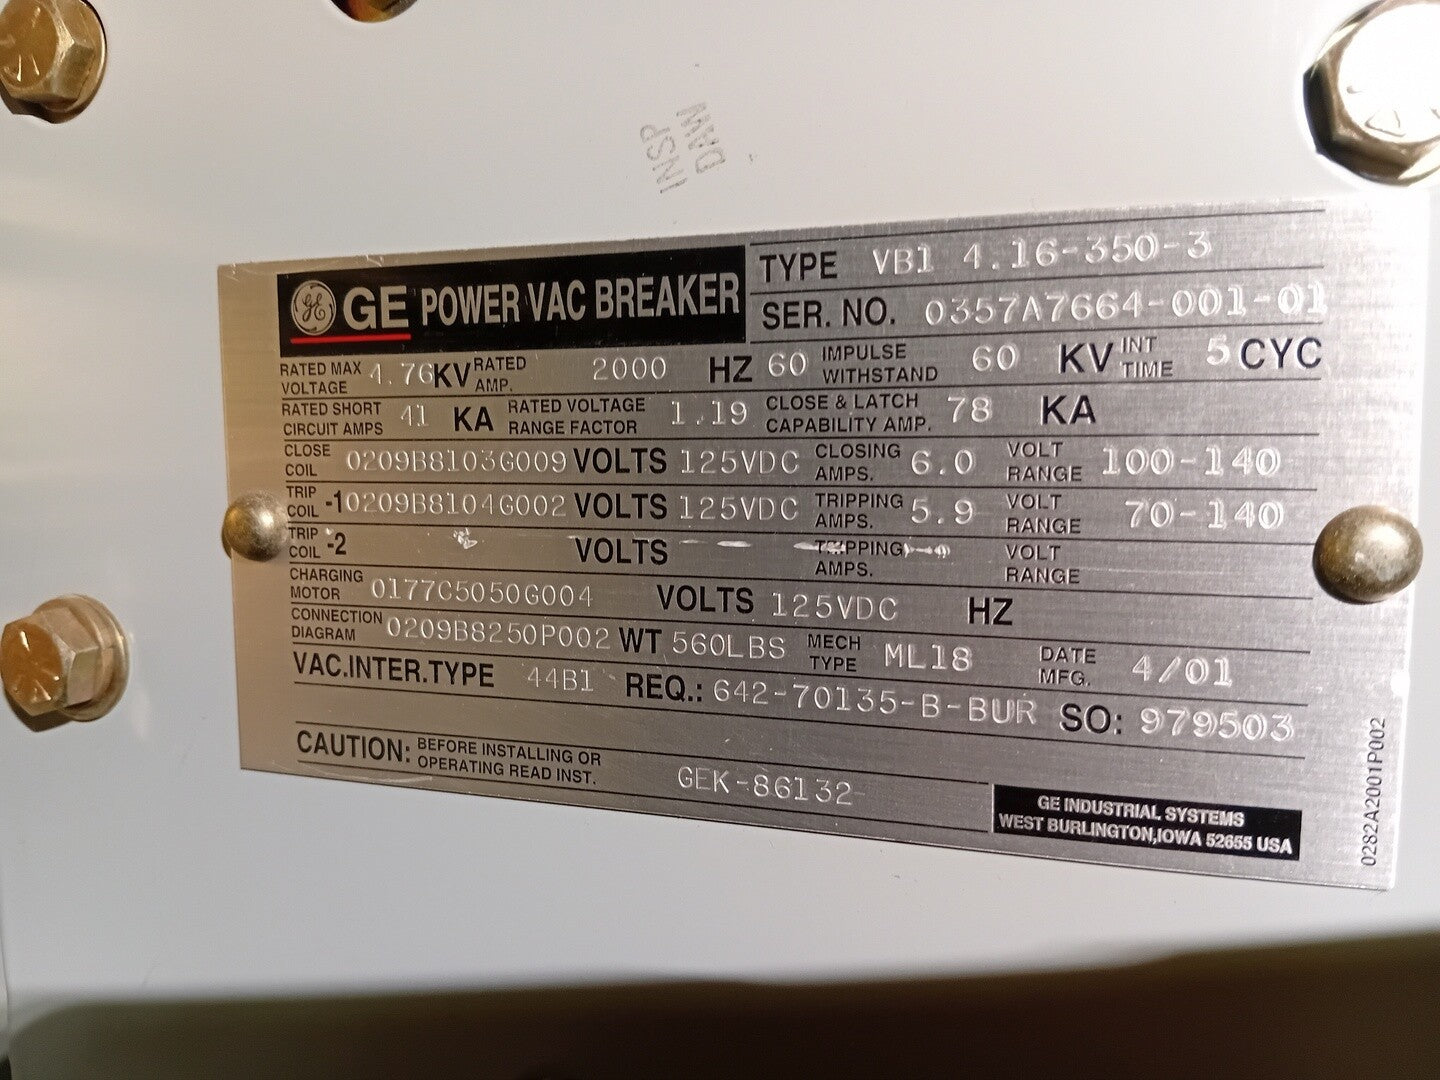 INSP
DMW
GE POWER VAC BREAKER
TYPE VB1 4.16-350-3
SER. NO. 0357A7664-001-01
RATED MAX VOLTAGE 4.76 KV RATED AMP. 2000 HZ 60 IMPULSE WITHSTAND 60 KV INT TIME 5 CYC
RATED SHORT CIRCUIT AMPS 41 KA RATED VOLTAGE RANGE FACTOR 1.19 CLOSE & LATCH CAPABILITY AMP. 78 KA
CLOSE COIL 0209B8103G009 VOLTS 125VDC CLOSING AMPS. 6.0 VOLT RANGE 100-140
TRIP COIL -1 0209B8104G002 VOLTS 125VDC TRIPPING AMPS. 5.9 VOLT RANGE 70-140
TRIP COIL -2 VOLTS TRIPPING AMPS. VOLT RANGE
CHARGING MOTOR 0177C5050G004 VOLTS 125VDC HZ
CONNECTION DIAGRAM 0209B8250P002 WT 560LBS MECH TYPE ML18 DATE MFG. 4/01
VAC.INTER.TYPE 44B1 REQ.: 642-70135-B-BUR SO: 979503
CAUTION: BEFORE INSTALLING OR OPERATING READ INST. GEK-86132
GE INDUSTRIAL SYSTEMS
WEST BURLINGTON,IOWA 52655 USA
0282A2001P002